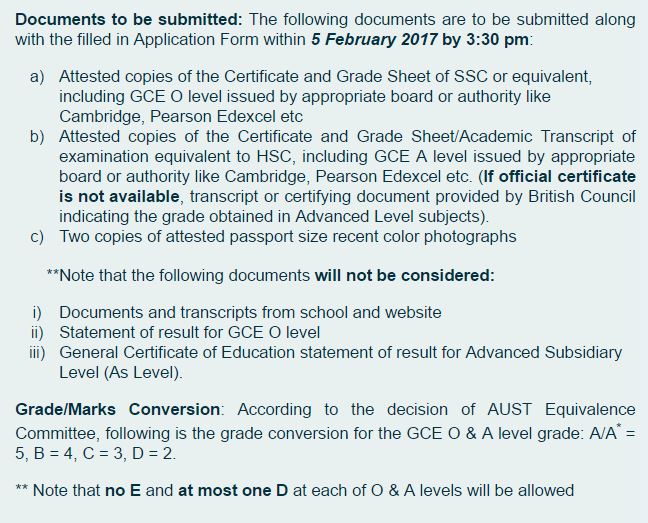 Documents to be submitted: The following documents are to be submitted along
with the filled in Application Form within 5 February 2017 by 3:30 pm:
a) Attested copies of the Certificate and Grade Sheet of SSC or equivalent,
including GCE O level issued by appropriate board or authority like
Cambridge, Pearson Edexcel etc
b) Attested copies of the Certificate and Grade Sheet/Academic Transcript of
examination equivalent to HSC, including GCE A level issued by appropriate
board or authority like Cambridge, Pearson Edexcel etc. (If official certificate
is not available, transcript or certifying document provided by British Council
indicating the grade obtained in Advanced Level subjects).
c) Two copies of attested passport size recent color photographs
**Note that the following documents will not be considered:
i) Documents and transcripts from school and website
ii) Statement of result for GCE O level
iii) General Certificate of Education statement of result for Advanced Subsidiary
Level (As Level).
Grade/Marks Conversion: According to the decision of AUST Equivalence
Committee, following is the grade conversion for the GCE O & A level grade: A/A* =
5, B = 4, C = 3, D = 2.
** Note that no E and at most one D at each of O & A levels will be allowed